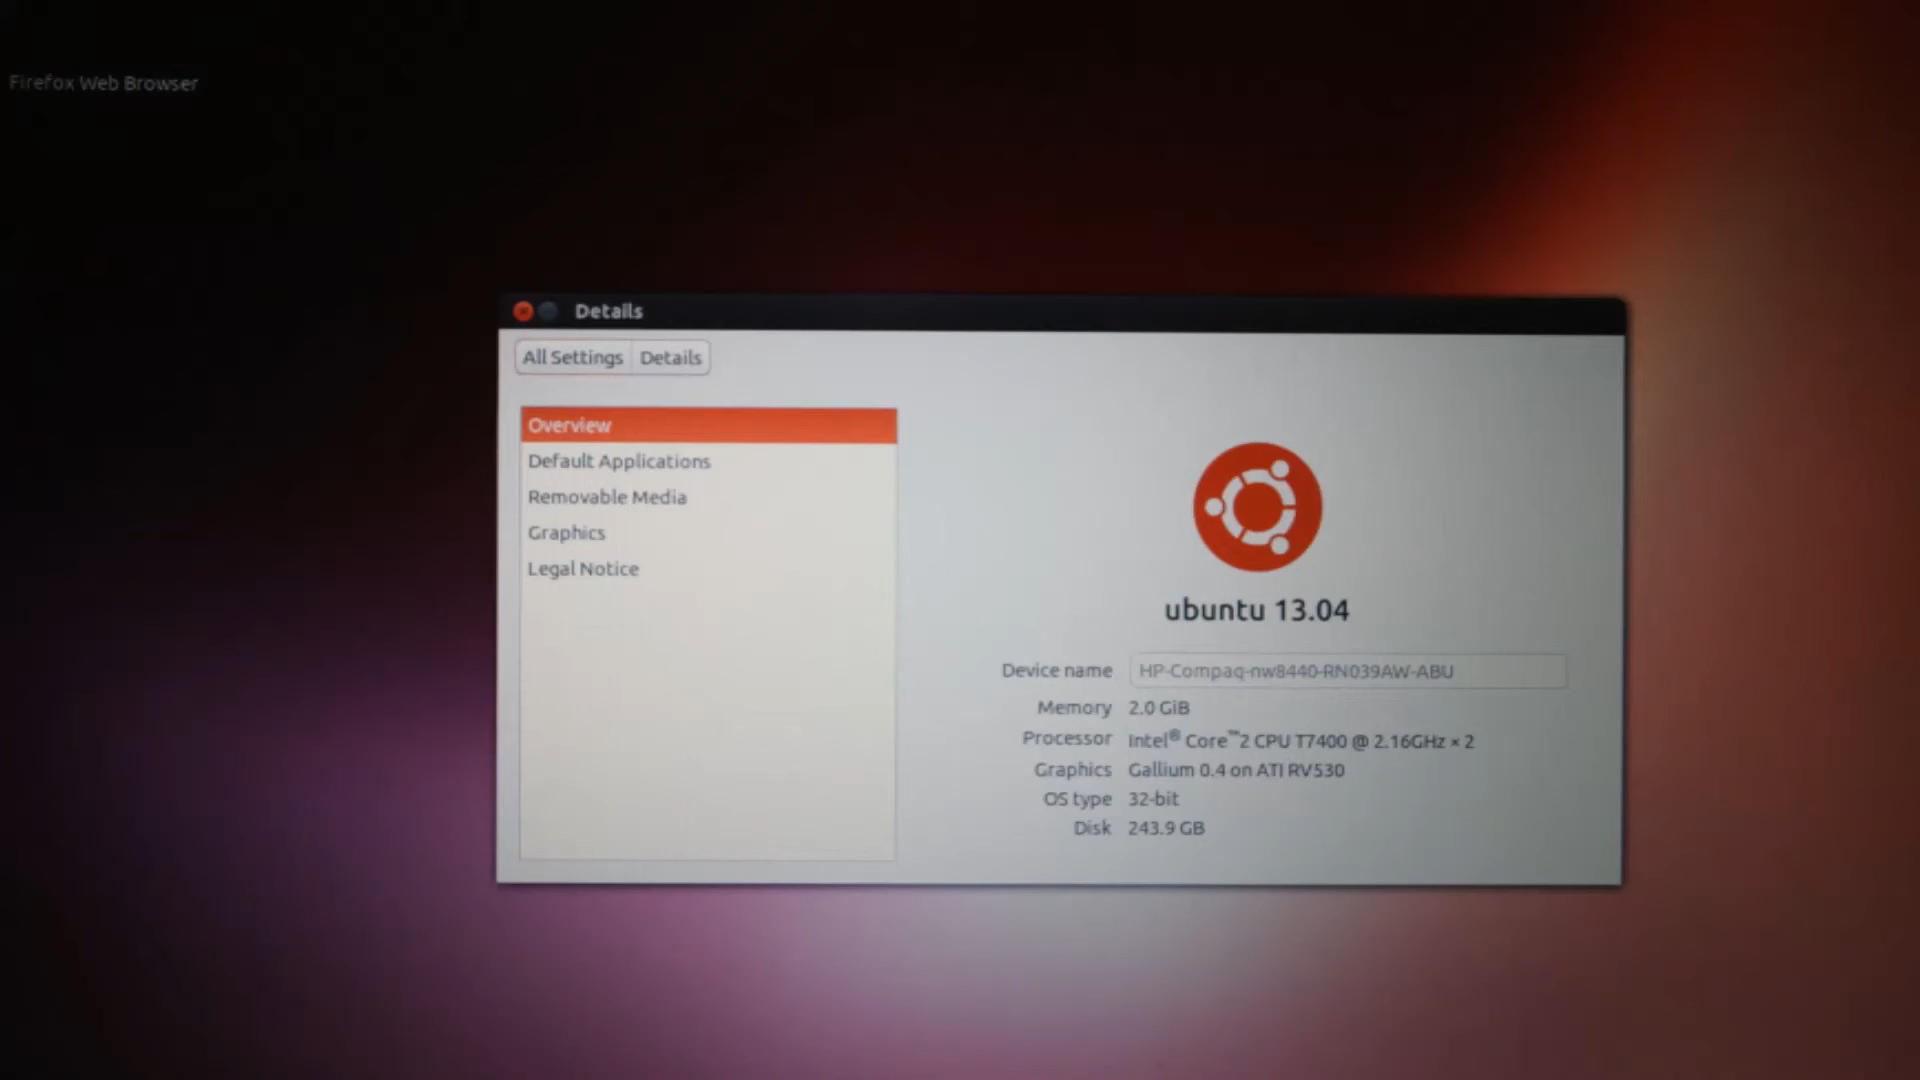 Firefox Web Browser
Details
All Settings Details
Overview
Default Applications
Removable Media
Graphics
Legal Notice
ubuntu 13.04
Device name HP-Compaq-nw8440-RN039AW-ABU
Memory 2.0 GiB
Processor Intel® Core™2 CPU T7400 @ 2.16GHz × 2
Graphics Gallium 0.4 on ATI RV530
OS type 32-bit
Disk 243.9 GB